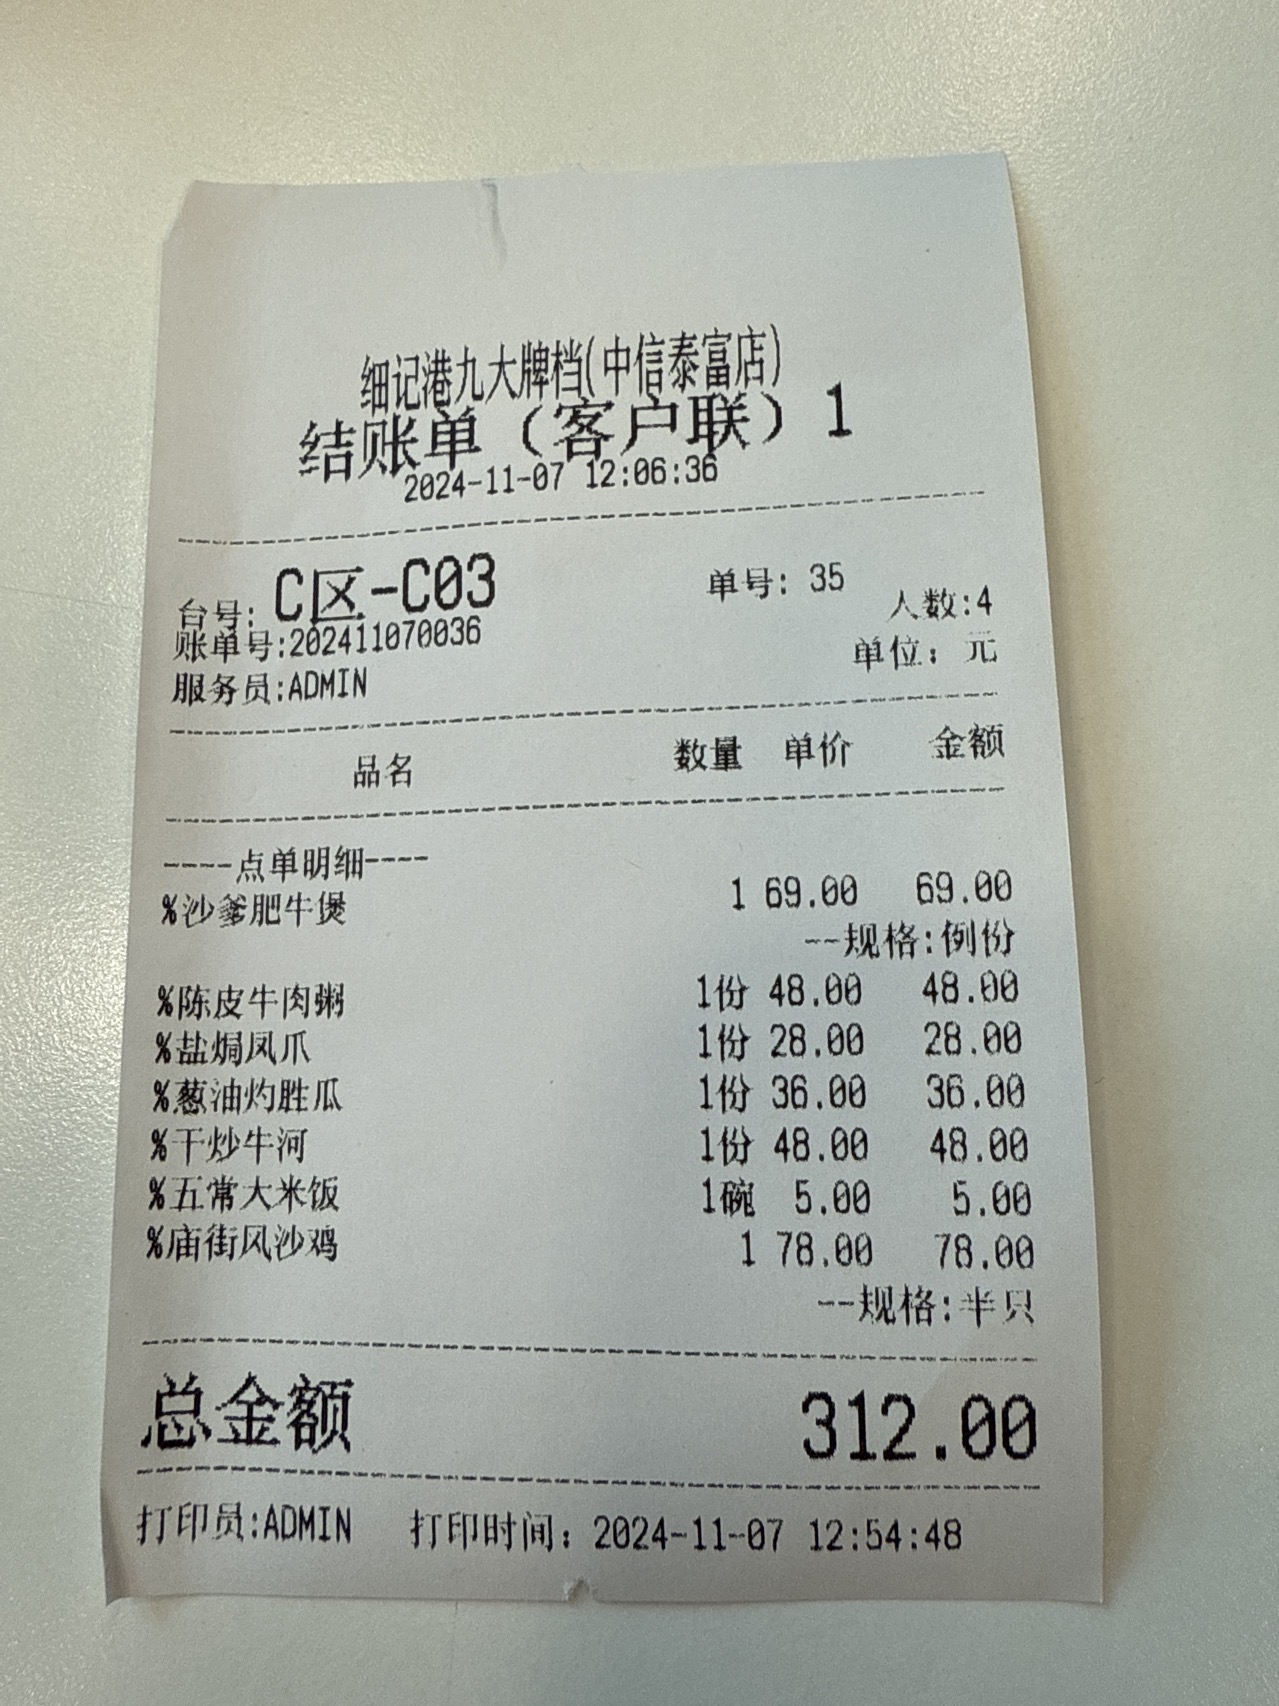 细记港九大牌档(中信泰富店)
结账单（客户联）1
2024-11-07 12:06:36
台号: C区-C03 单号: 35
人数:4
账单号:202411070036
单位: 元
服务员:ADMIN
品名 数量 单价 金额
----点单明细----
%沙爹肥牛煲 1 69.00 69.00
--规格:例份
%陈皮牛肉粥 1份 48.00 48.00
%盐焗凤爪 1份 28.00 28.00
%葱油灼胜瓜 1份 36.00 36.00
%干炒牛河 1份 48.00 48.00
%五常大米饭 1碗 5.00 5.00
%庙街风沙鸡 1 78.00 78.00
--规格:半只
总金额 312.00
打印员:ADMIN 打印时间: 2024-11-07 12:54:48